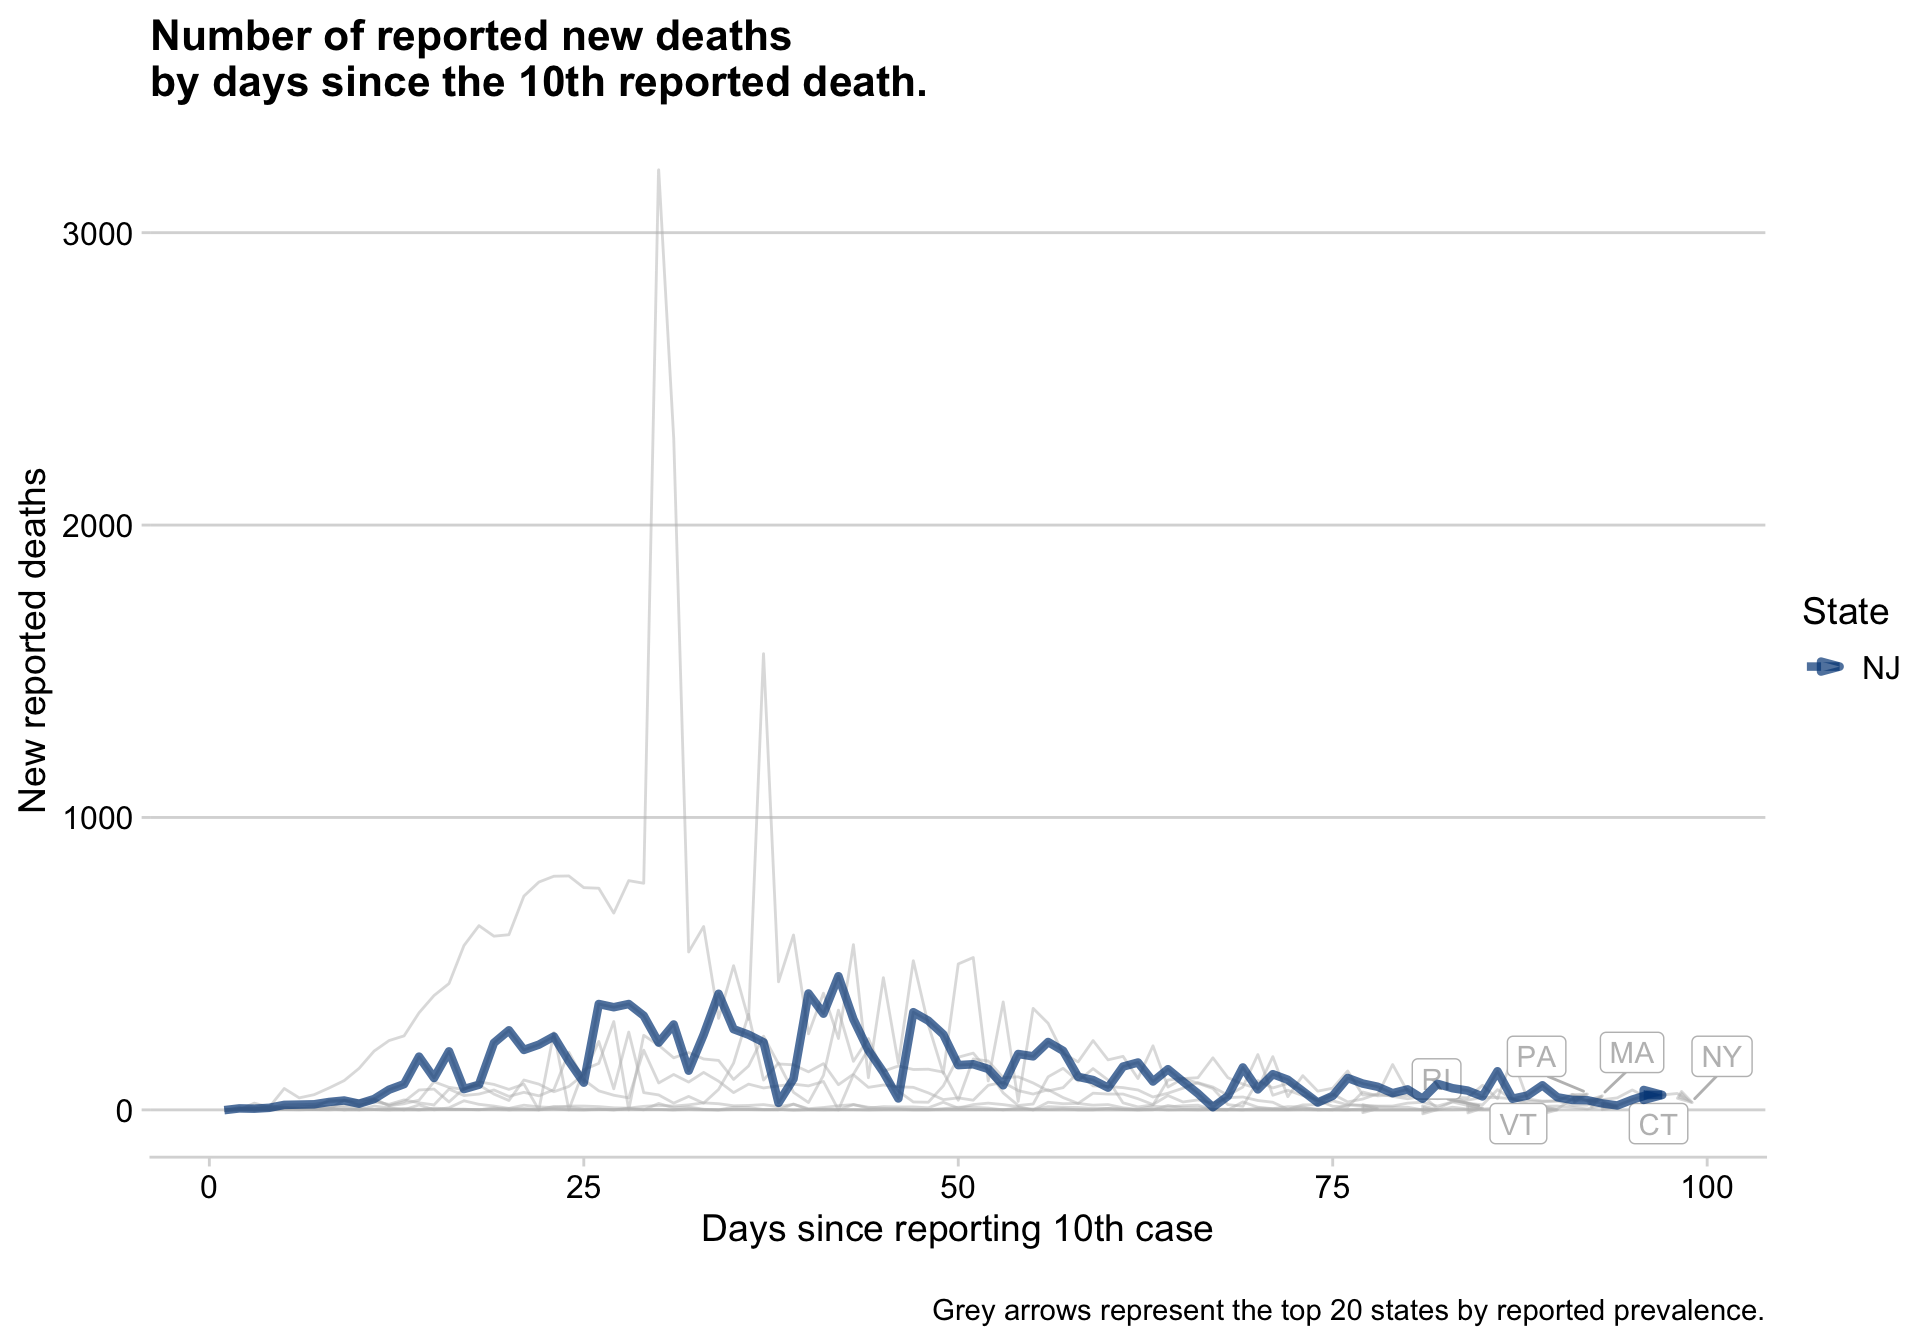 Number of reported new deaths
by days since the 10th reported death.
New reported deaths
3000
2000
1000
0
RI
PA
MA
NY
VT
CT
0
25
50
75
100
Days since reporting 10th case
State
NJ
Grey arrows represent the top 20 states by reported prevalence.